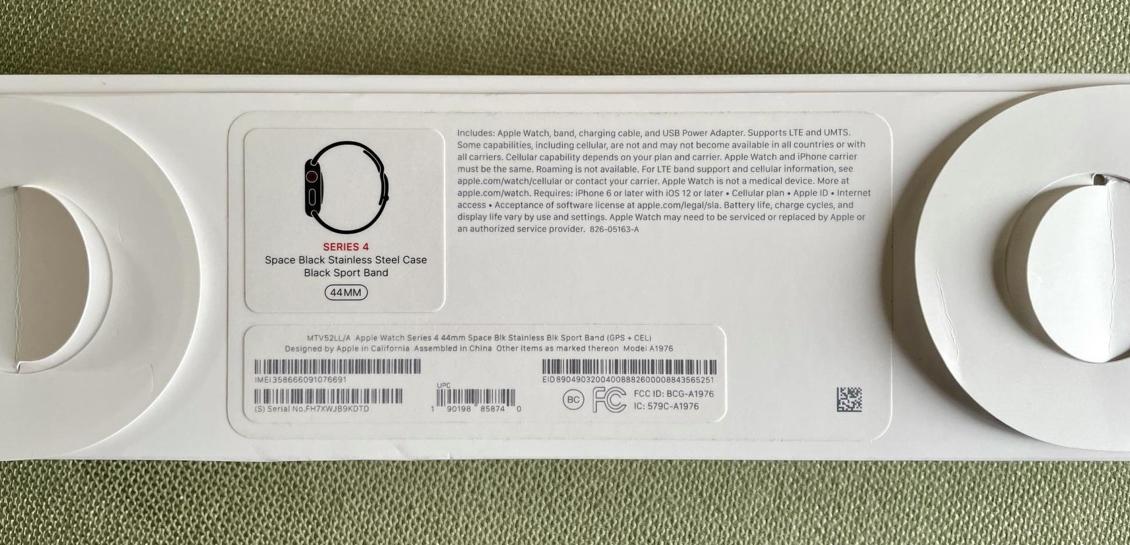 SERIES 4
Space Black Stainless Steel Case
Black Sport Band
44MM
Includes: Apple Watch, band, charging cable, and USB Power Adapter. Supports LTE and UMTS.
Some capabilities, including cellular, are not and may not become available in all countries or with
all carriers. Cellular capability depends on your plan and carrier. Apple Watch and iPhone carrier
must be the same. Roaming is not available. For LTE band support and cellular information, see
apple.com/watch/cellular or contact your carrier. Apple Watch is not a medical device. More at
apple.com/watch. Requires: iPhone 6 or later with iOS 12 or later • Cellular plan • Apple ID • Internet
access • Acceptance of software license at apple.com/legal/sla. Battery life, charge cycles, and
display life vary by use and settings. Apple Watch may need to be serviced or replaced by Apple or
an authorized service provider. 826-05163-A
MTV52LL/A Apple Watch Series 4 44mm Space Blk Stainless Blk Sport Band (GPS + CEL)
Designed by Apple in California Assembled in China Other items as marked thereon Model A1976
IMEI358666091076691
EID89049032004008882600008843565251
(S) Serial No.FH7XWJB9KDTD
UPC
1 90198 85874 0
BC
FC
FCC ID: BCG-A1976
IC: 579C-A1976